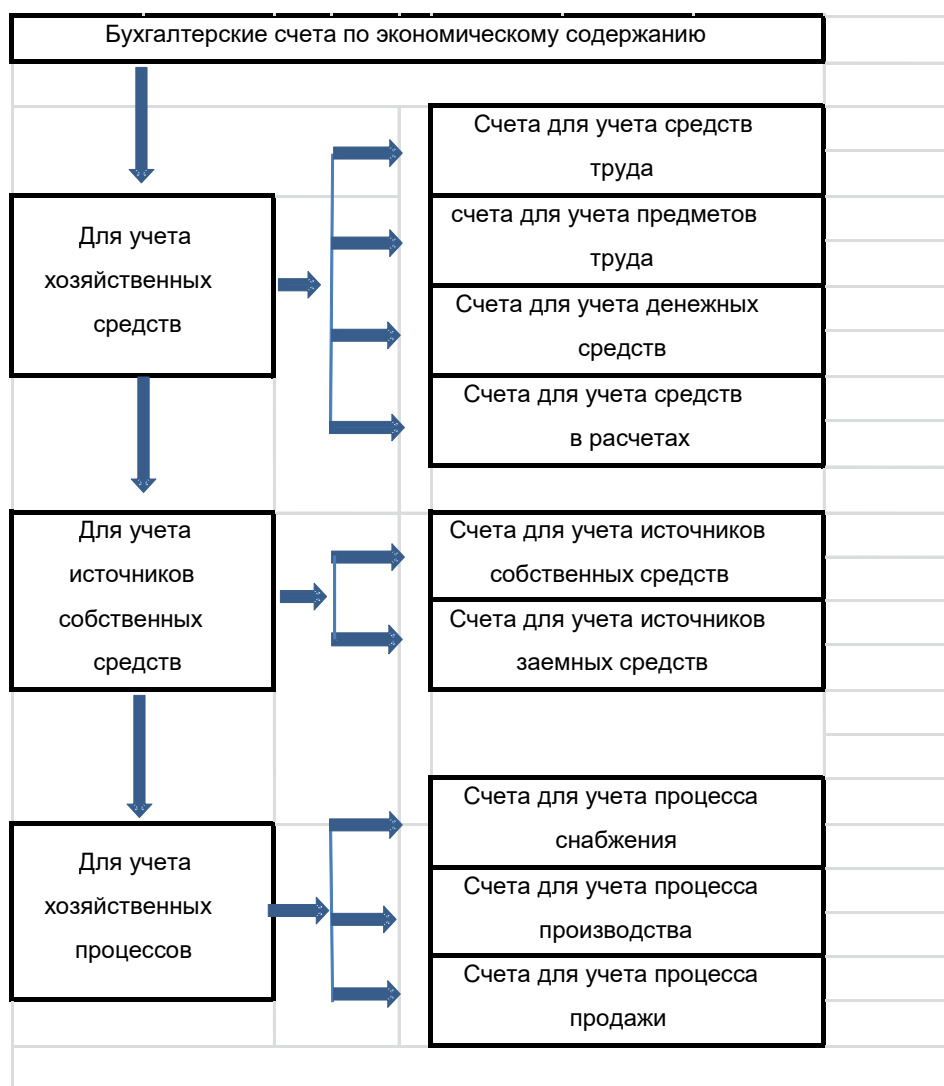 Бухгалтерские счета по экономическому содержанию
Для учета
хозяйственных
средств
Счета для учета средств
труда
счета для учета предметов
труда
Счета для учета денежных
средств
Счета для учета средств
в расчетах
Для учета
источников
собственных
средств
Счета для учета источников
собственных средств
Счета для учета источников
заемных средств
Для учета
хозяйственных
процессов
Счета для учета процесса
снабжения
Счета для учета процесса
производства
Счета для учета процесса
продажи